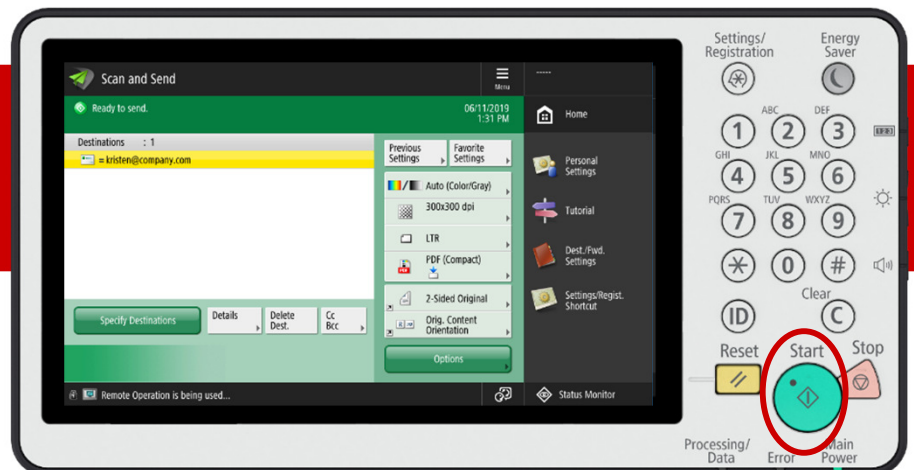 Scan and Send
Menu
-----
Ready to send.
06/11/2019
1:31 PM
Destinations : 1
= kristen@company.com
Previous
Settings
Favorite
Settings
Auto (Color/Gray)
300x300 dpi
LTR
PDF (Compact)
2-Sided Original
Orig. Content
Orientation
Options
Specify Destinations
Details
Delete
Dest.
Cc
Bcc
Remote Operation is being used...
Home
Personal
Settings
Tutorial
Dest./Fwd.
Settings
Settings/Regist.
Shortcut
Status Monitor
Settings/
Registration
Energy
Saver
ABC DEF
1 2 3
GHI JKL MNO
4 5 6
PQRS TUV WXYZ
7 8 9
0 #
Clear
ID C
Reset Start Stop
Processing/
Data
Error
Main
Power